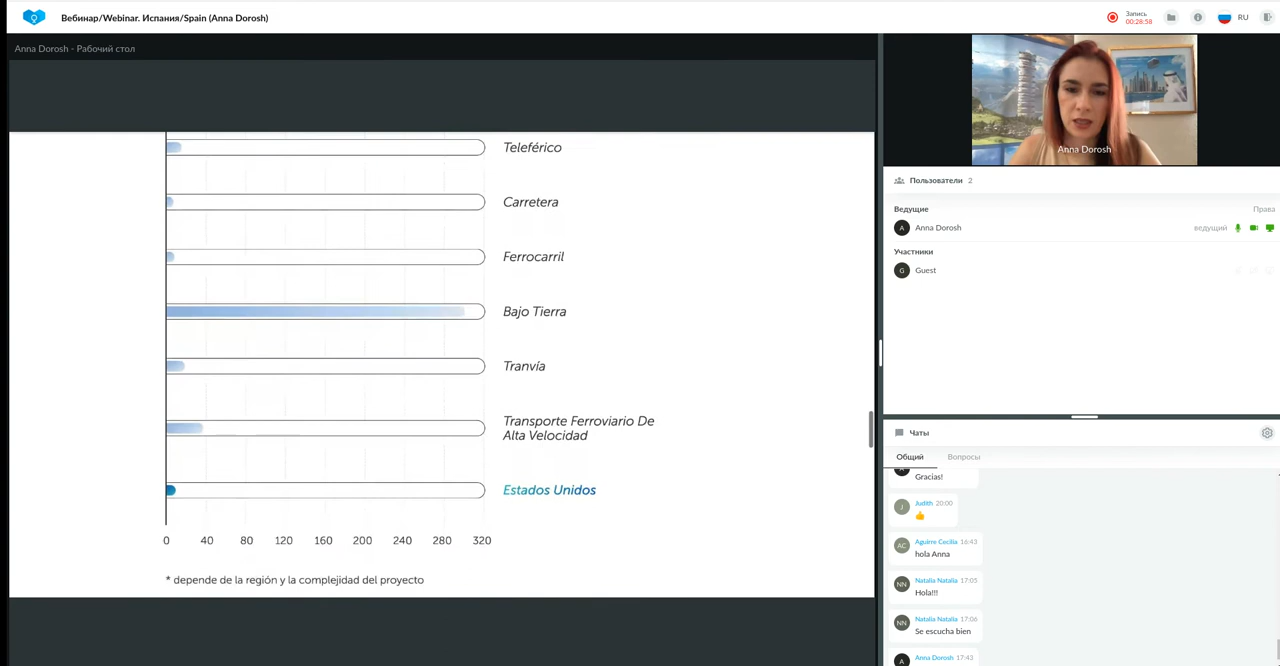 Вебинар/Webinar. Испания/Spain (Anna Dorosh)
Запись
00:28:58
RU
Anna Dorosh - Рабочий стол
Teleférico
Carretera
Ferrocarril
Bajo Tierra
Tranvía
Transporte Ferroviario De
Alta Velocidad
Estados Unidos
0 40 80 120 160 200 240 280 320
* depende de la región y la complejidad del proyecto
Anna Dorosh
Пользователи 2
Ведущие Права
A Anna Dorosh ведущий
Участники
G Guest
Чаты
Общий Вопросы
Gracias!
J Judith 20:00
AC Aguirre Cecilia 16:43
hola Anna
NN Natalia Natalia 17:05
Hola!!!
NN Natalia Natalia 17:06
Se escucha bien
A Anna Dorosh 17:43